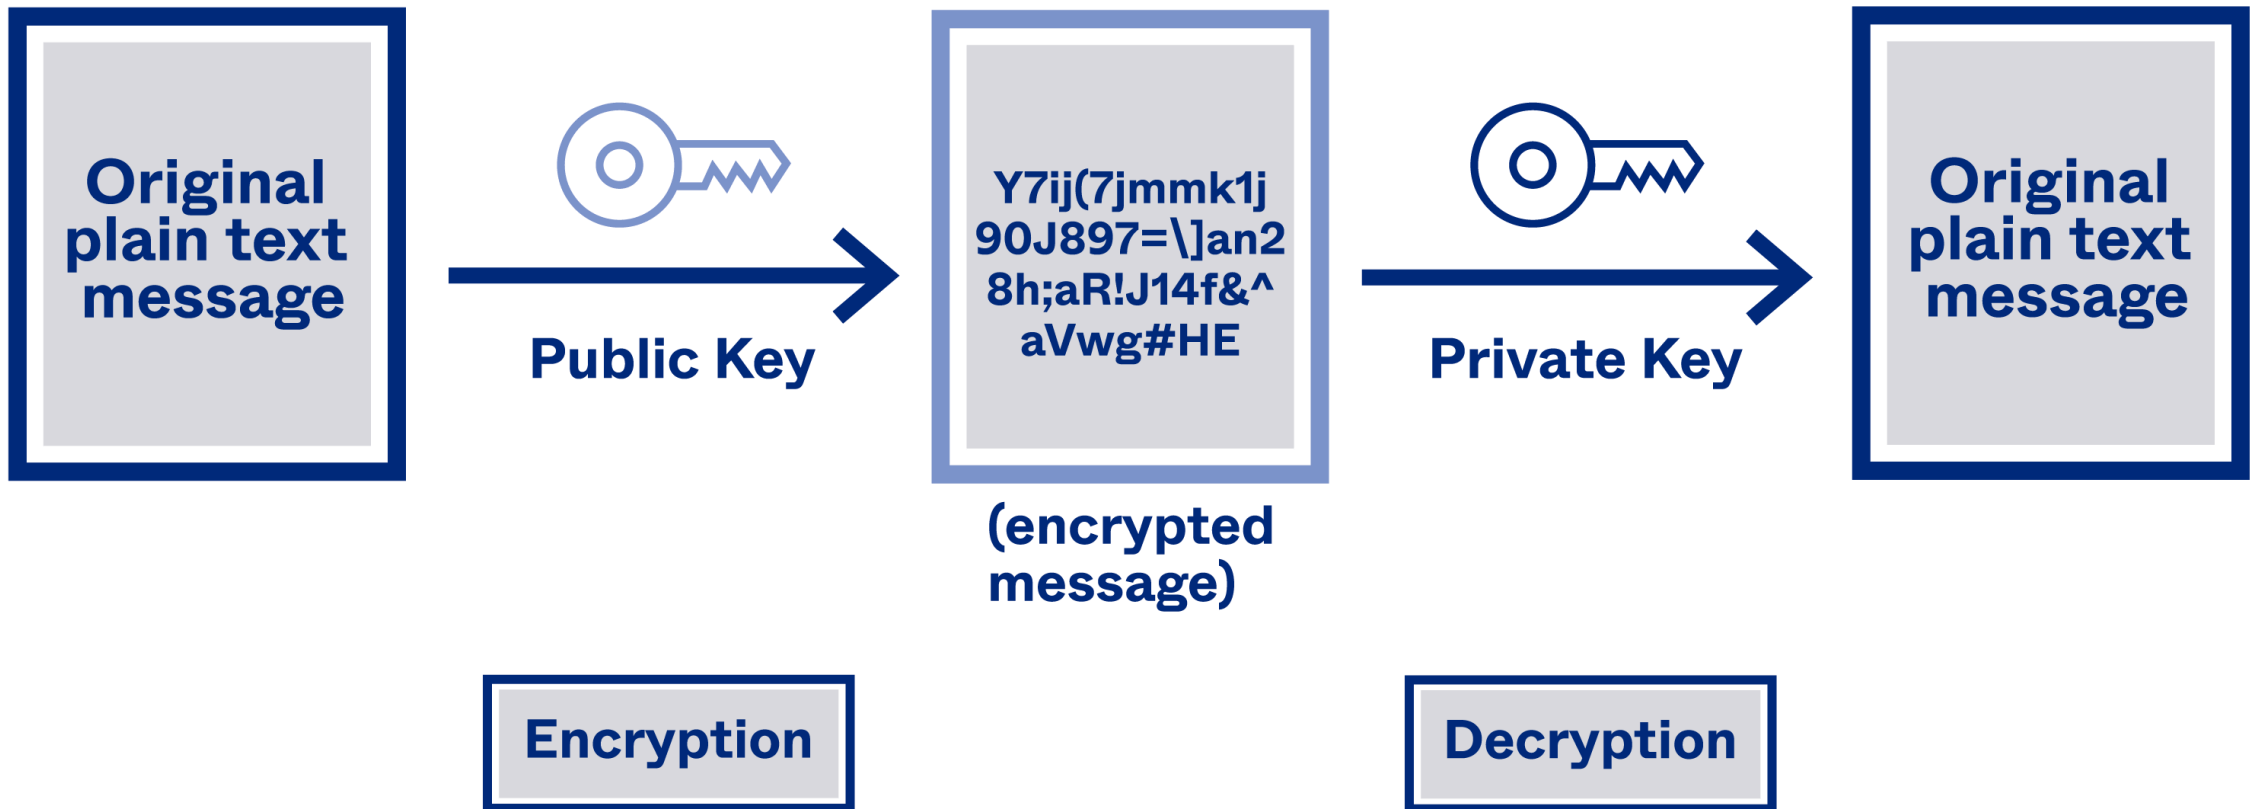 Original
plain text
message
Public Key
Y7ij(7jmmk1j
90J897=\]an2
8h;aR!J14f&^
aVwg#HE
(encrypted
message)
Private Key
Original
plain text
message
Encryption
Decryption